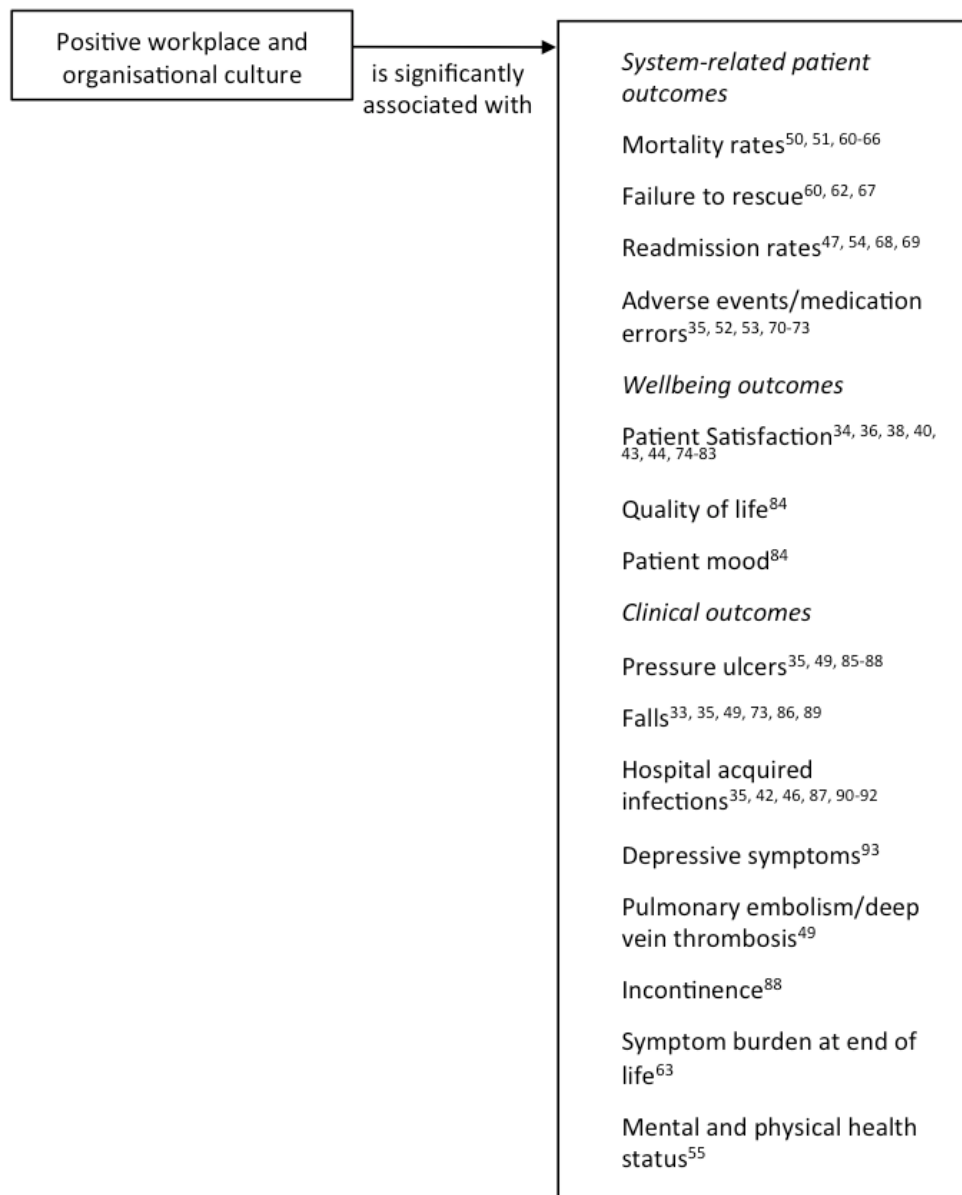 Positive workplace and
organisational culture
is significantly
associated with
System-related patient
outcomes
Mortality rates50, 51, 60-66
Failure to rescue60, 62, 67
Readmission rates47, 54, 68, 69
Adverse events/medication
errors35, 52, 53, 70-73
Wellbeing outcomes
Patient Satisfaction34, 36, 38, 40,
43, 44, 74-83
Quality of life84
Patient mood84
Clinical outcomes
Pressure ulcers35, 49, 85-88
Falls33, 35, 49, 73, 86, 89
Hospital acquired
infections35, 42, 46, 87, 90-92
Depressive symptoms93
Pulmonary embolism/deep
vein thrombosis49
Incontinence88
Symptom burden at end of
life63
Mental and physical health
status55